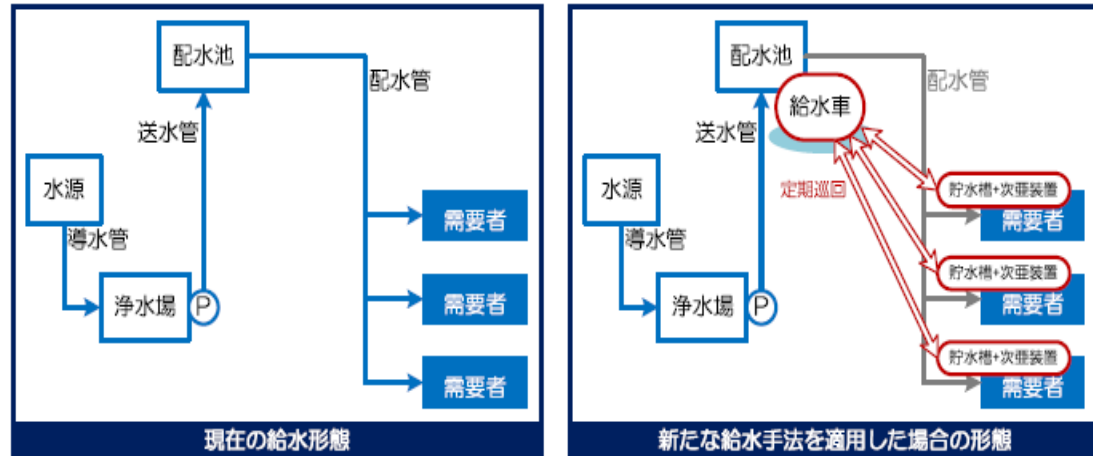 配水池
配水管
送水管
水源
導水管
浄水場
P
需要者
需要者
需要者
現在の給水形態
配水池
配水管
給水車
送水管
定期巡回
水源
導水管
浄水場
P
貯水槽+次亜装置
需要者
貯水槽+次亜装置
需要者
貯水槽+次亜装置
需要者
新たな給水手法を適用した場合の形態